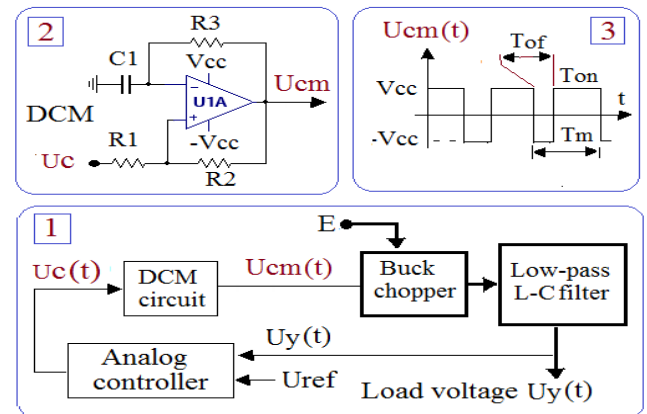 2
R3
C1
Vcc
U1A
Ucm
DCM
-Vcc
R1
Uc
R2
3
Ucm(t)
Tof
Ton
Vcc
t
-Vcc
Tm
1
E
Uc(t)
DCM
circuit
Ucm(t)
Buck
chopper
Low-pass
L-C filter
Uy(t)
Analog
controller
Uref
Load voltage Uy(t)